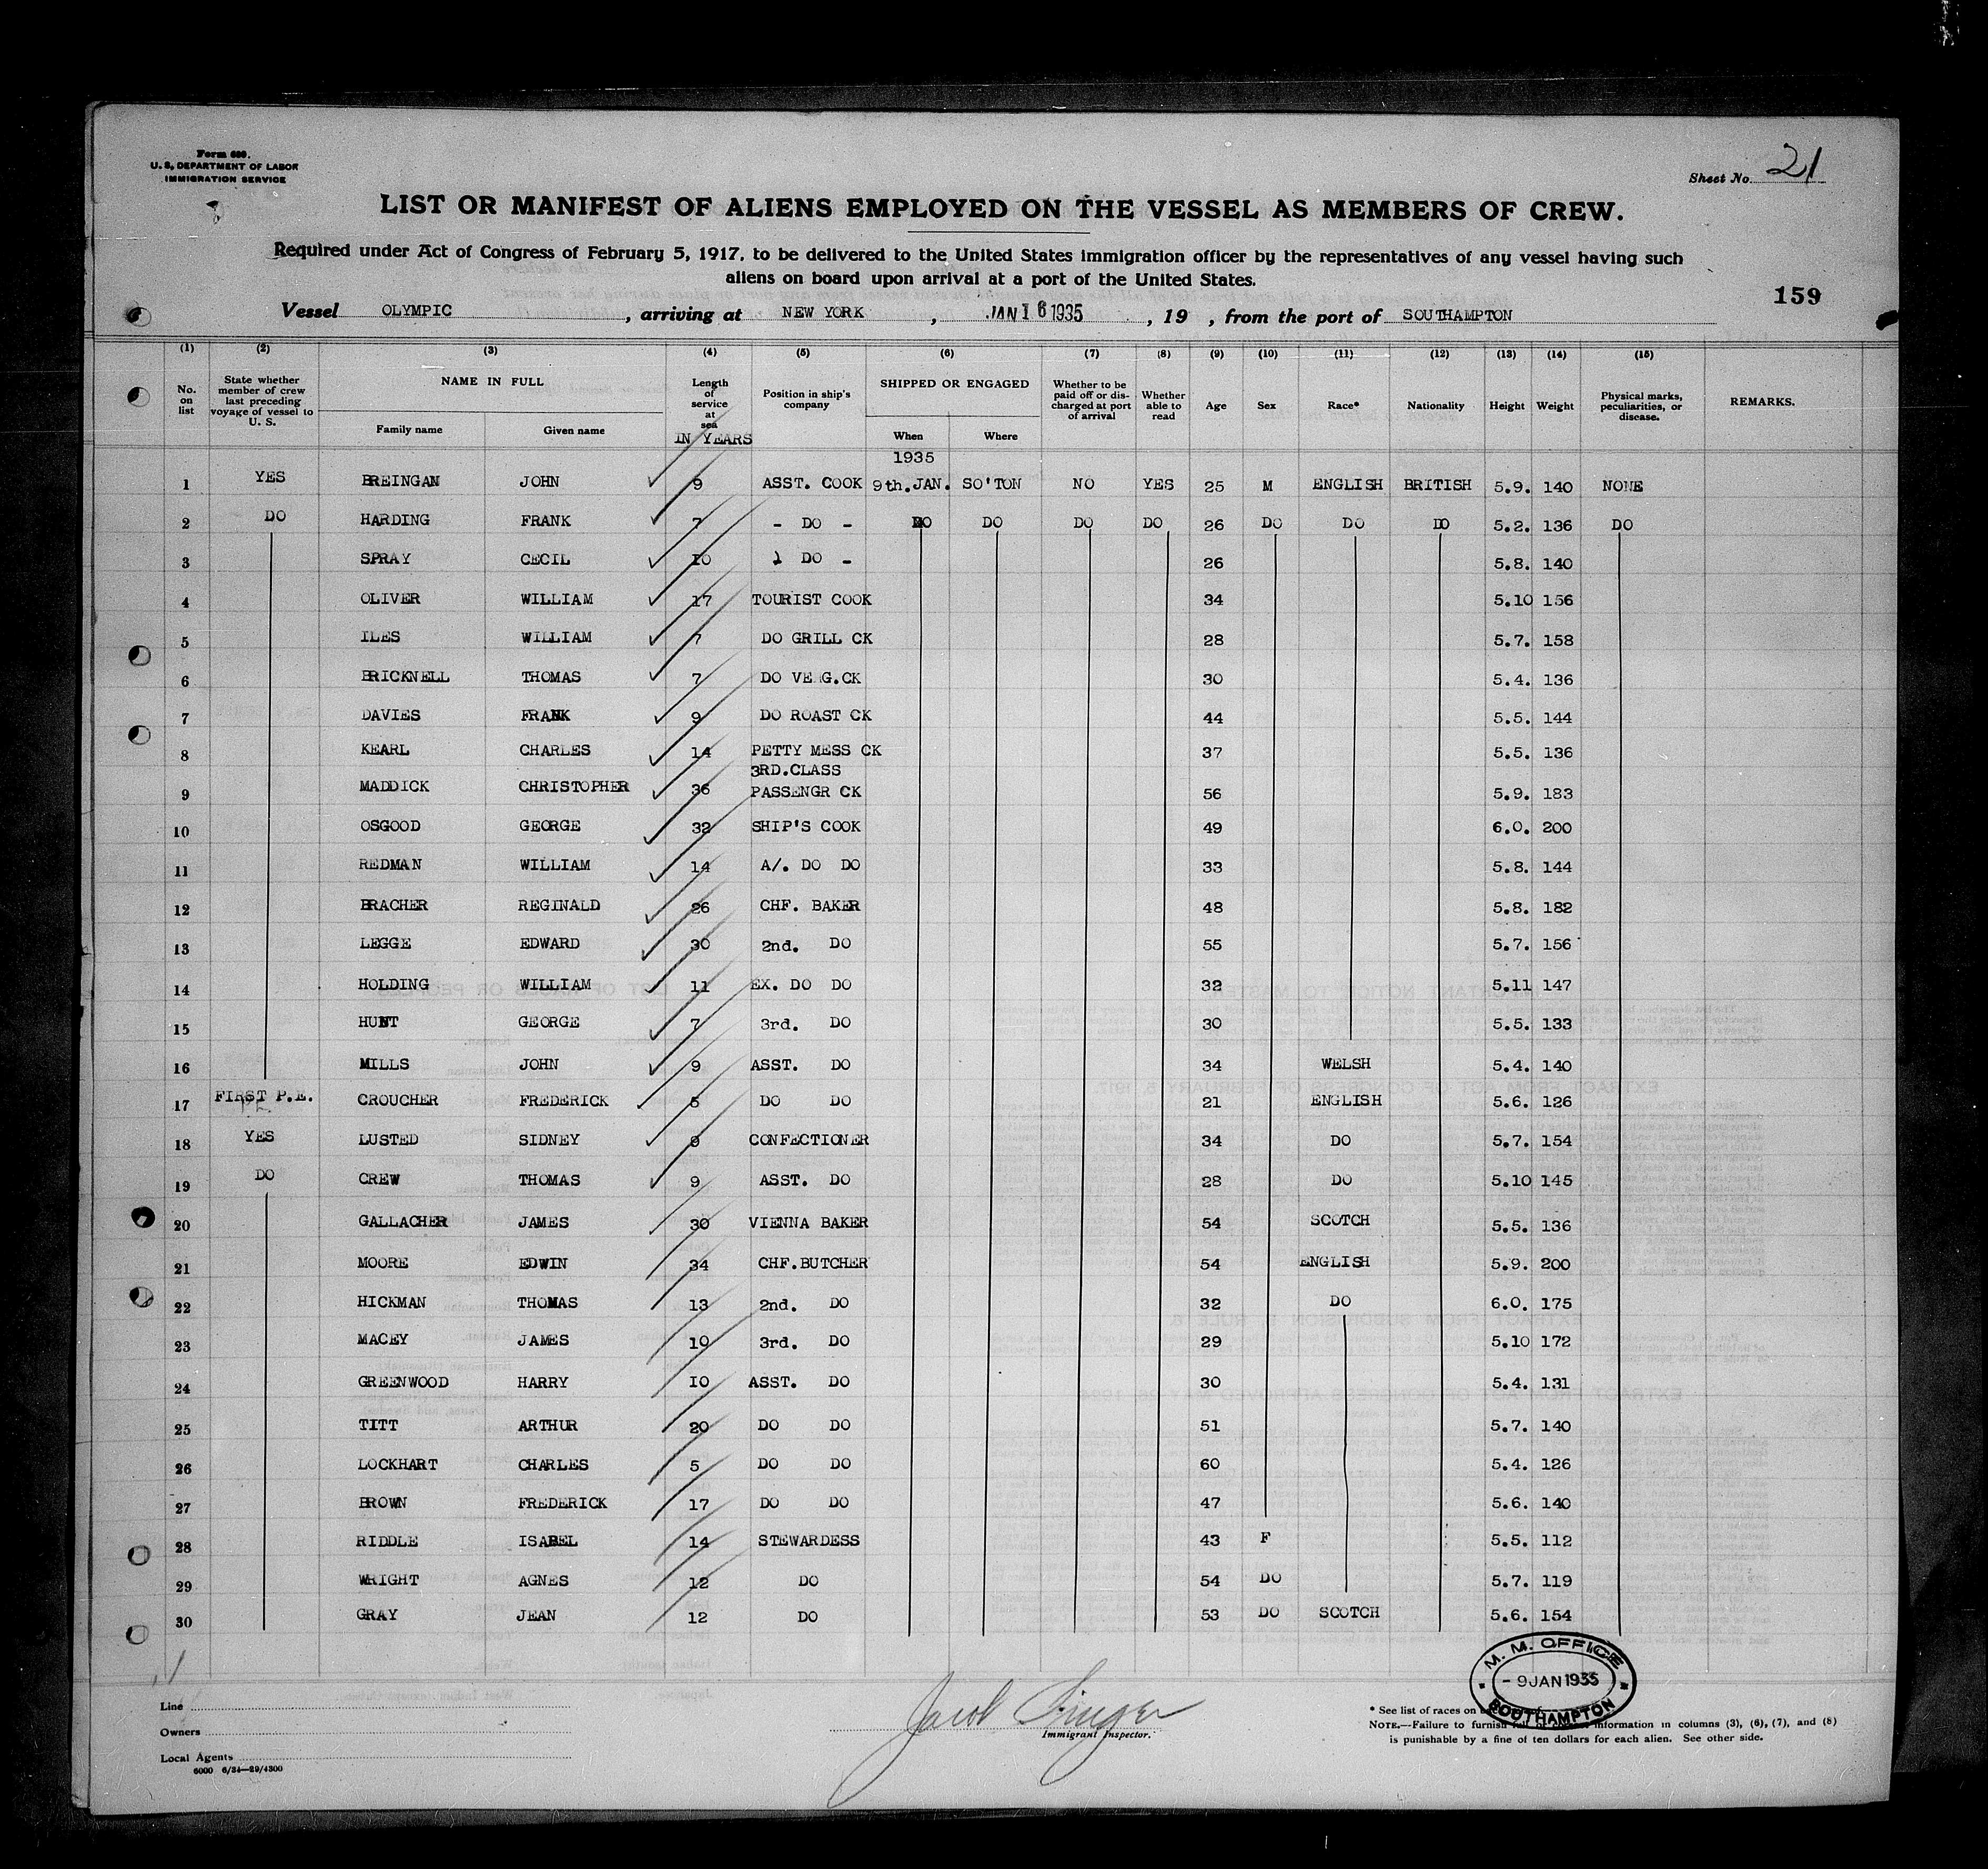 Form 689.
U. S. DEPARTMENT OF LABOR
IMMIGRATION SERVICE
Sheet No. 21
LIST OR MANIFEST OF ALIENS EMPLOYED ON THE VESSEL AS MEMBERS OF CREW.
Required under Act of Congress of February 5, 1917, to be delivered to the United States immigration officer by the representatives of any vessel having such
aliens on board upon arrival at a port of the United States.
159
Vessel OLYMPIC, arriving at NEW YORK, JAN 16 1935, 19 , from the port of SOUTHAMPTON
(1) (2) (3) (4) (5) (6) (7) (8) (9) (10) (11) (12) (13) (14) (15)
No. on list
State whether member of crew last preceding voyage of vessel to U. S.
NAME IN FULL
Family name Given name
Length of service at sea
IN YEARS
Position in ship's company
SHIPPED OR ENGAGED
When Where
Whether to be paid off or discharged at port of arrival
Whether able to read
Age Sex Race* Nationality Height Weight
Physical marks, peculiarities, or disease.
REMARKS.
1935
1 YES BREINGAN JOHN 9 ASST. COOK 9th.JAN. SO'TON NO YES 25 M ENGLISH BRITISH 5.9. 140 NONE
2 DO HARDING FRANK 7 - DO - DO DO DO DO 26 DO DO DO 5.2. 136 DO
3 SPRAY CECIL 10 DO - 26 5.8. 140
4 OLIVER WILLIAM 17 TOURIST COOK 34 5.10 156
5 ILES WILLIAM 7 DO GRILL CK 28 5.7. 158
6 BRICKNELL THOMAS 7 DO VEG.CK 30 5.4. 136
7 DAVIES FRANK 9 DO ROAST CK 44 5.5. 144
8 KEARL CHARLES 14 PETTY MESS CK 37 5.5. 136
3RD.CLASS
9 MADDICK CHRISTOPHER 36 PASSENGR CK 56 5.9. 183
10 OSGOOD GEORGE 32 SHIP'S COOK 49 6.0. 200
11 REDMAN WILLIAM 14 A/. DO DO 33 5.8. 144
12 BRACHER REGINALD 26 CHF. BAKER 48 5.8. 182
13 LEGGE EDWARD 30 2nd. DO 55 5.7. 156
14 HOLDING WILLIAM 11 EX. DO DO 32 5.11 147
15 HUNT GEORGE 7 3rd. DO 30 5.5. 133
16 MILLS JOHN 9 ASST. DO 34 WELSH 5.4. 140
17 FIRST P.E. CROUCHER FREDERICK DO DO 21 ENGLISH 5.6. 126
18 YES LUSTED SIDNEY CONFECTIONER 34 DO 5.7. 154
19 DO CREW THOMAS 9 ASST. DO 28 DO 5.10 145
20 GALLACHER JAMES 30 VIENNA BAKER 54 SCOTCH 5.5. 136
21 MOORE EDWIN 34 CHF.BUTCHER 54 ENGLISH 5.9. 200
22 HICKMAN THOMAS 13 2nd. DO 32 DO 6.0. 175
23 MACEY JAMES 10 3rd. DO 29 5.10 172
24 GREENWOOD HARRY 10 ASST. DO 30 5.4. 131
25 TITT ARTHUR 20 DO DO 51 5.7. 140
26 LOCKHART CHARLES 5 DO DO 60 5.4. 126
27 BROWN FREDERICK 17 DO DO 47 5.6. 140
28 RIDDLE ISABEL 14 STEWARDESS 43 F 5.5. 112
29 WRIGHT AGNES 12 DO 54 DO 5.7. 119
30 GRAY JEAN 12 DO 53 DO SCOTCH 5.6. 154
M. M. OFFICE
- 9 JAN 1935
SOUTHAMPTON
Line
Owners
Local Agents
6000 6/34—29/4300
Jacob Singer
Immigrant Inspector.
* See list of races on
NOTE.—Failure to furnish information in columns (3), (6), (7), and (8)
is punishable by a fine of ten dollars for each alien. See other side.